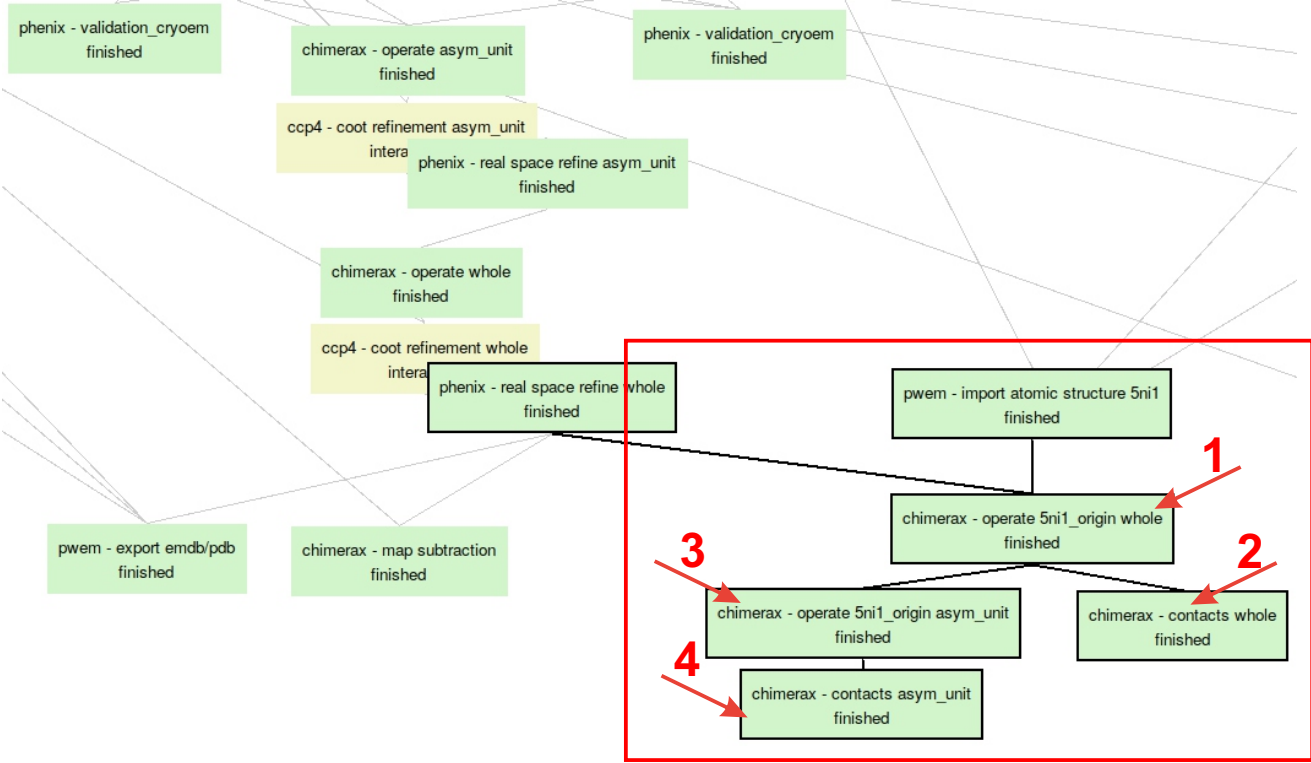 phenix - validation_cryoem
finished
chimerax - operate asym_unit
finished
phenix - validation_cryoem
finished
ccp4 - coot refinement asym_unit
intera
phenix - real space refine asym_unit
finished
chimerax - operate whole
finished
ccp4 - coot refinement whole
intera
phenix - real space refine whole
finished
pwem - import atomic structure 5ni1
finished
1
chimerax - operate 5ni1_origin whole
finished
pwem - export emdb/pdb
finished
chimerax - map subtraction
finished
3
chimerax - operate 5ni1_origin asym_unit
finished
2
chimerax - contacts whole
finished
4
chimerax - contacts asym_unit
finished